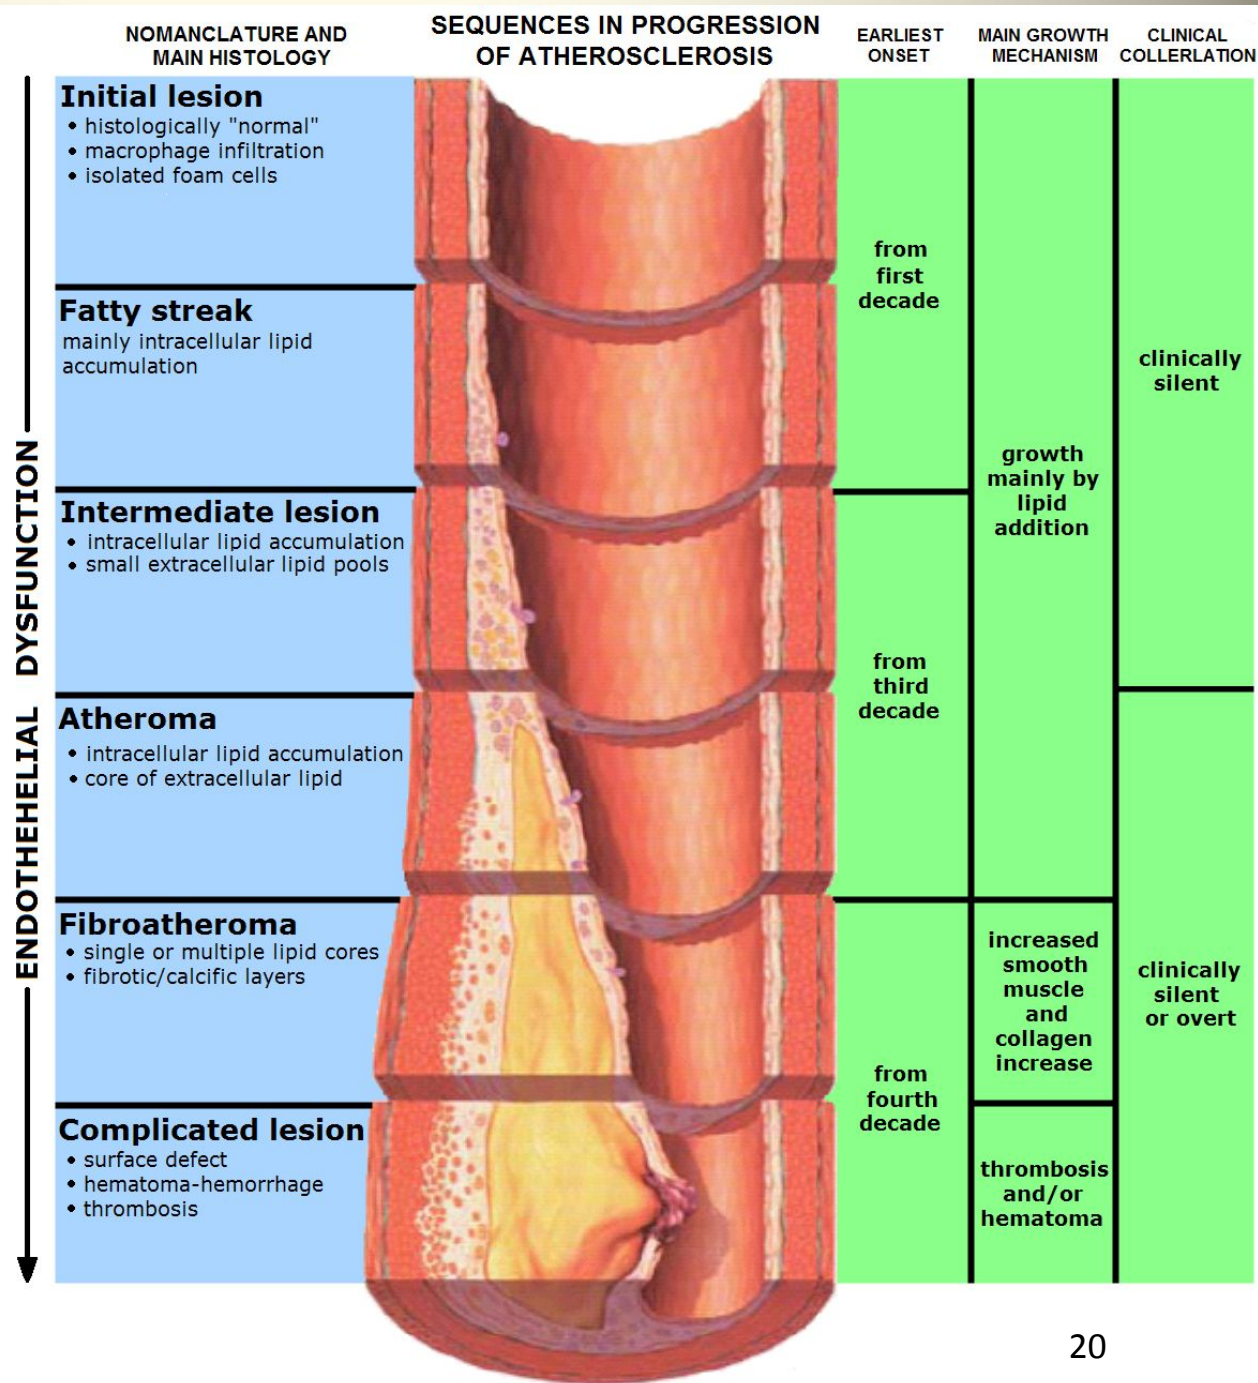 NOMANCLATURE AND
MAIN HISTOLOGY
SEQUENCES IN PROGRESSION
OF ATHEROSCLEROSIS
EARLIEST
ONSET
MAIN GROWTH
MECHANISM
CLINICAL
COLLERLATION
ENDOTHEHELIAL DYSFUNCTION
Initial lesion
• histologically "normal"
• macrophage infiltration
• isolated foam cells
Fatty streak
mainly intracellular lipid
accumulation
Intermediate lesion
• intracellular lipid accumulation
• small extracellular lipid pools
Atheroma
• intracellular lipid accumulation
• core of extracellular lipid
Fibroatheroma
• single or multiple lipid cores
• fibrotic/calcific layers
Complicated lesion
• surface defect
• hematoma-hemorrhage
• thrombosis
from
first
decade
from
third
decade
from
fourth
decade
growth
mainly by
lipid
addition
increased
smooth
muscle
and
collagen
increase
thrombosis
and/or
hematoma
clinically
silent
clinically
silent
or overt
20